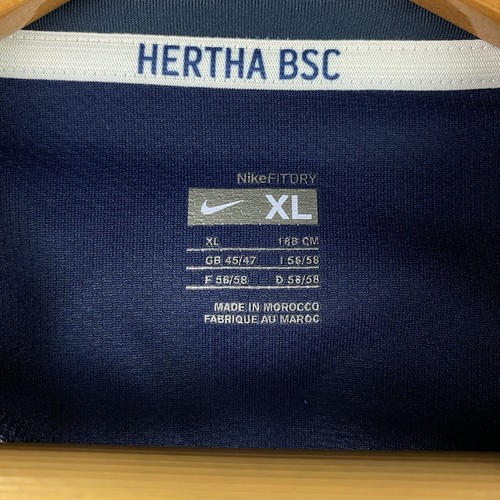 HERTHA BSC
NikeFITDRY
XL
XL 188 CM
GB 45/47 I 56/58
F 56/58 D 56/58
MADE IN MOROCCO
FABRIQUE AU MAROC